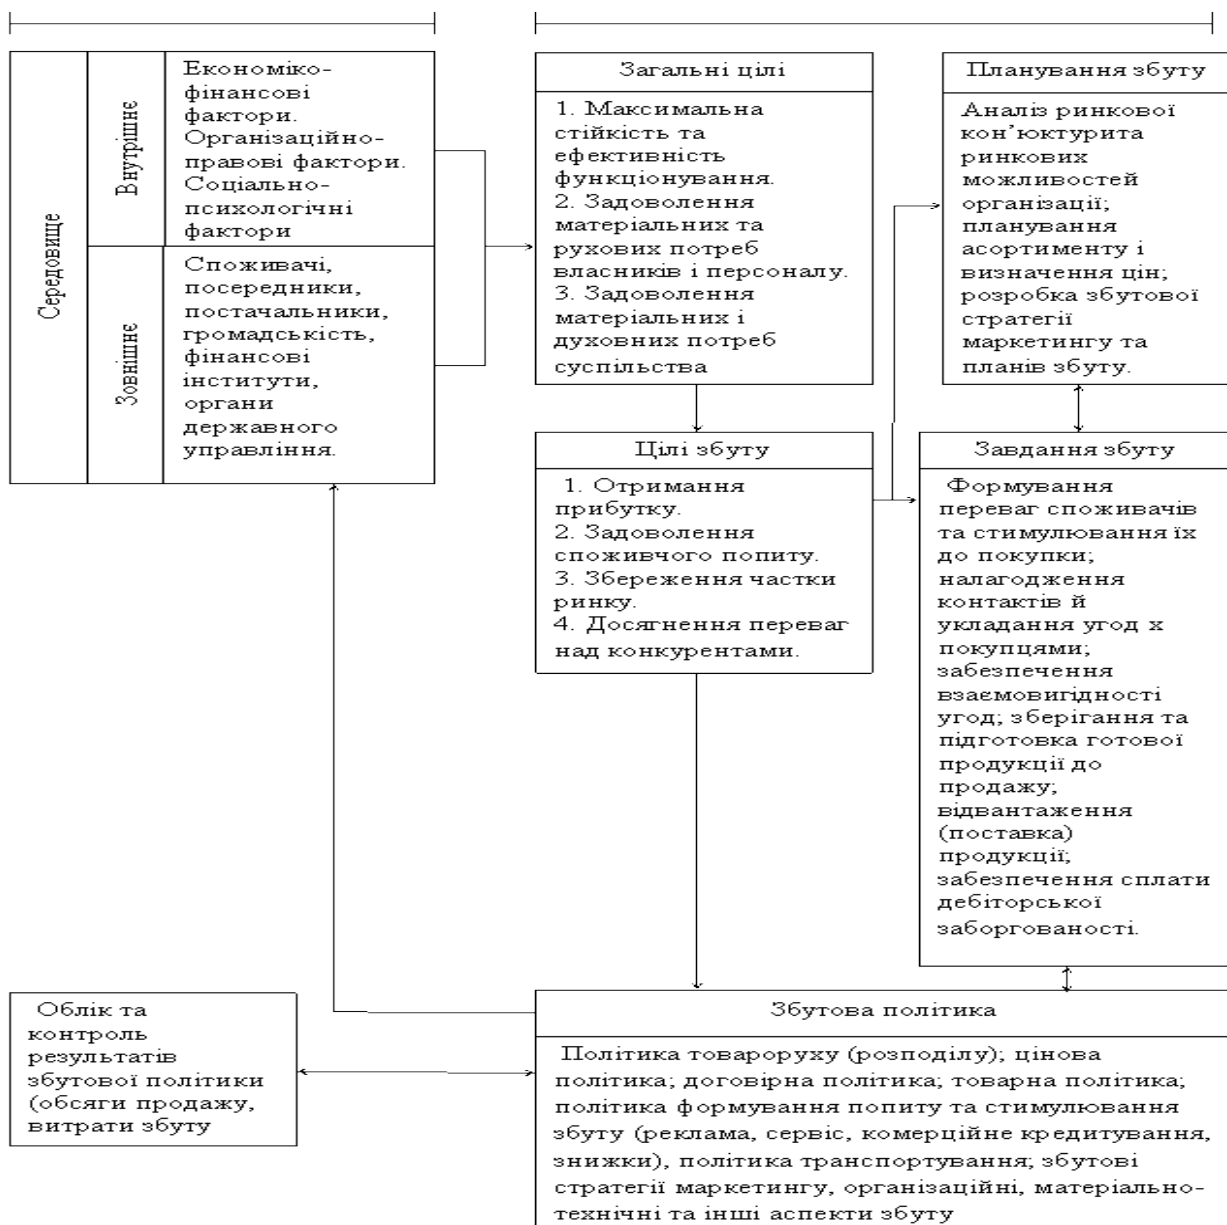 Середовище
Внутрішнє
Економіко-
фінансові
фактори.
Організаційно-
правові фактори.
Соціально-
психологічні
фактори
Зовнішнє
Споживачі,
посередники,
постачальники,
громадськість,
фінансові
інститути,
органи
державного
управління.
Загальні цілі
1. Максимальна
стійкість та
ефективність
функціонування.
2. Задоволення
матеріальних та
рухових потреб
власників і персоналу.
3. Задоволення
матеріальних і
духовних потреб
суспільства
Планування збуту
Аналіз ринкової
кон’юктурита
ринкових
можливостей
організації;
планування
асортименту і
визначення цін;
розробка збутової
стратегії
маркетингу та
планів збуту.
Цілі збуту
1. Отримання
прибутку.
2. Задоволення
споживчого попиту.
3. Збереження частки
ринку.
4. Досягнення переваг
над конкурентами.
Завдання збуту
Формування
переваг споживачів
та стимулювання їх
до покупки;
налагодження
контактів й
укладання угод х
покупцями;
забезпечення
взаємовигідності
угод; зберігання та
підготовка готової
продукції до
продажу;
відвантаження
(поставка)
продукції;
забезпечення сплати
дебіторської
заборгованості.
Облік та
контроль
результатів
збутової політики
(обсяги продажу,
витрати збуту
Збутова політика
Політика товароруху (розподілу); цінова
політика; договірна політика; товарна політика;
політика формування попиту та стимулювання
збуту (реклама, сервіс, комерційне кредитування,
знижки), політика транспортування; збутові
стратегії маркетингу, організаційні, матеріально-
технічні та інші аспекти збуту